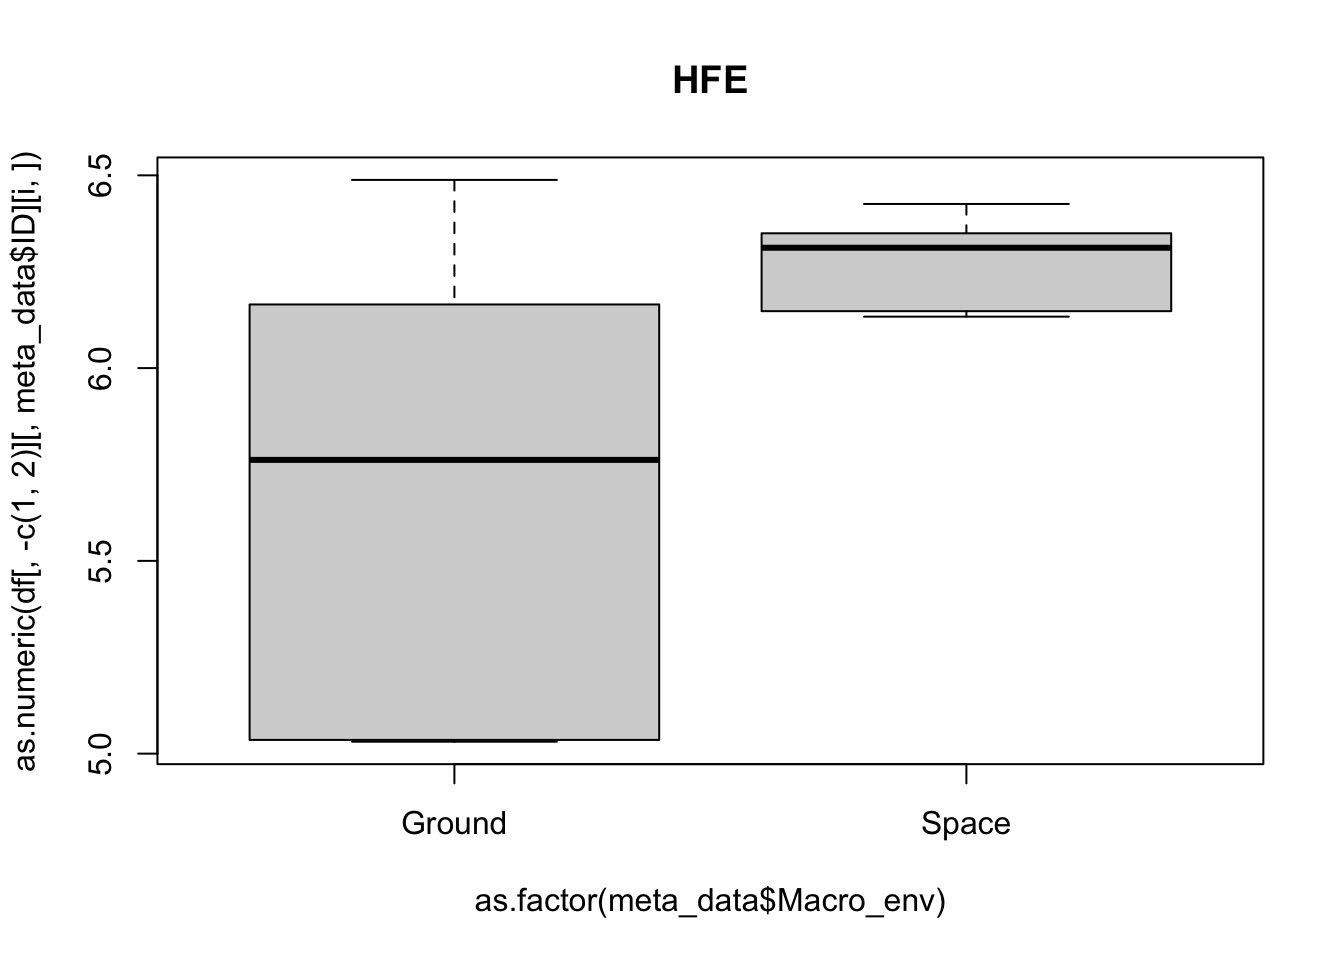 HFE
as.numeric(df[, -c(1, 2)][, meta_data$ID][i, ])
6.5
6.0
5.5
5.0
Ground Space
as.factor(meta_data$Macro_env)